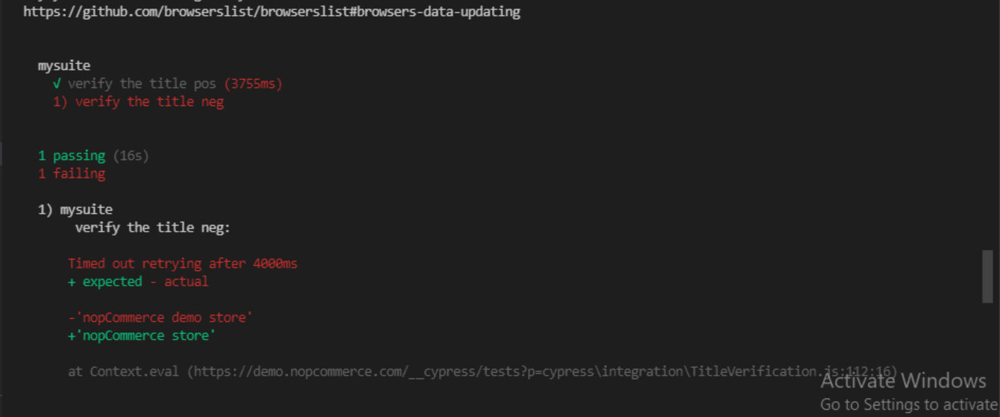 https://github.com/browserslist/browserslist#browsers-data-updating
mysuite
√ verify the title pos (3755ms)
1) verify the title neg
1 passing (16s)
1 failing
1) mysuite
verify the title neg:
Timed out retrying after 4000ms
+ expected - actual
-'nopCommerce demo store'
+'nopCommerce store'
at Context.eval (https://demo.nopcommerce.com/__cypress/tests?p=cypress\integration\TitleVerification.js:112:16)
Activate Windows
Go to Settings to activate